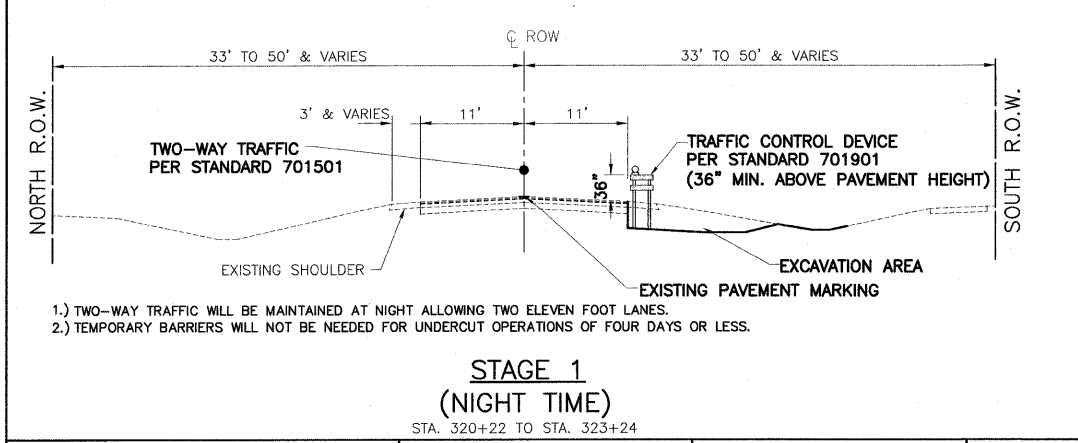 ℄ ROW
33' TO 50' & VARIES
33' TO 50' & VARIES
NORTH R.O.W.
3' & VARIES
11'
11'
TWO-WAY TRAFFIC
PER STANDARD 701501
TRAFFIC CONTROL DEVICE
PER STANDARD 701901
(36" MIN. ABOVE PAVEMENT HEIGHT)
36"
SOUTH R.O.W.
EXISTING SHOULDER
EXCAVATION AREA
EXISTING PAVEMENT MARKING
1.) TWO-WAY TRAFFIC WILL BE MAINTAINED AT NIGHT ALLOWING TWO ELEVEN FOOT LANES.
2.) TEMPORARY BARRIERS WILL NOT BE NEEDED FOR UNDERCUT OPERATIONS OF FOUR DAYS OR LESS.
STAGE 1
(NIGHT TIME)
STA. 320+22 TO STA. 323+24